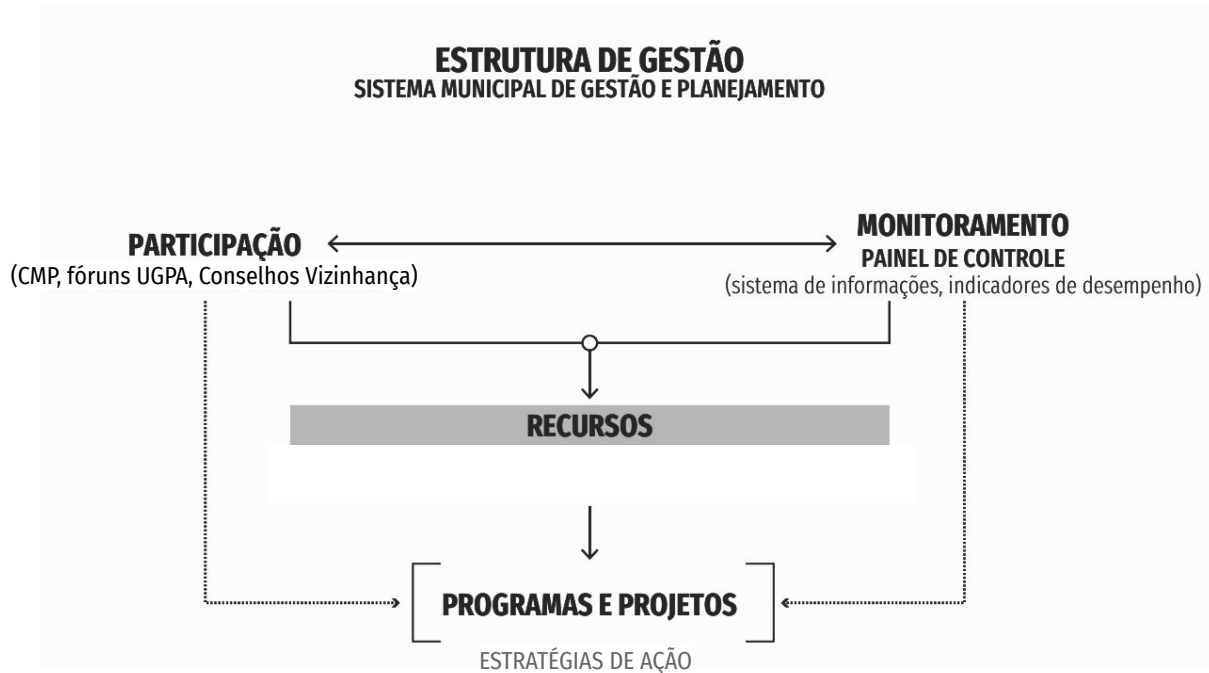 ESTRUTURA DE GESTÃO
SISTEMA MUNICIPAL DE GESTÃO E PLANEJAMENTO
PARTICIPAÇÃO
(CMP, fóruns UGPA, Conselhos Vizinhança)
MONITORAMENTO
PAINEL DE CONTROLE
(sistema de informações, indicadores de desempenho)
RECURSOS
PROGRAMAS E PROJETOS
ESTRATÉGIAS DE AÇÃO